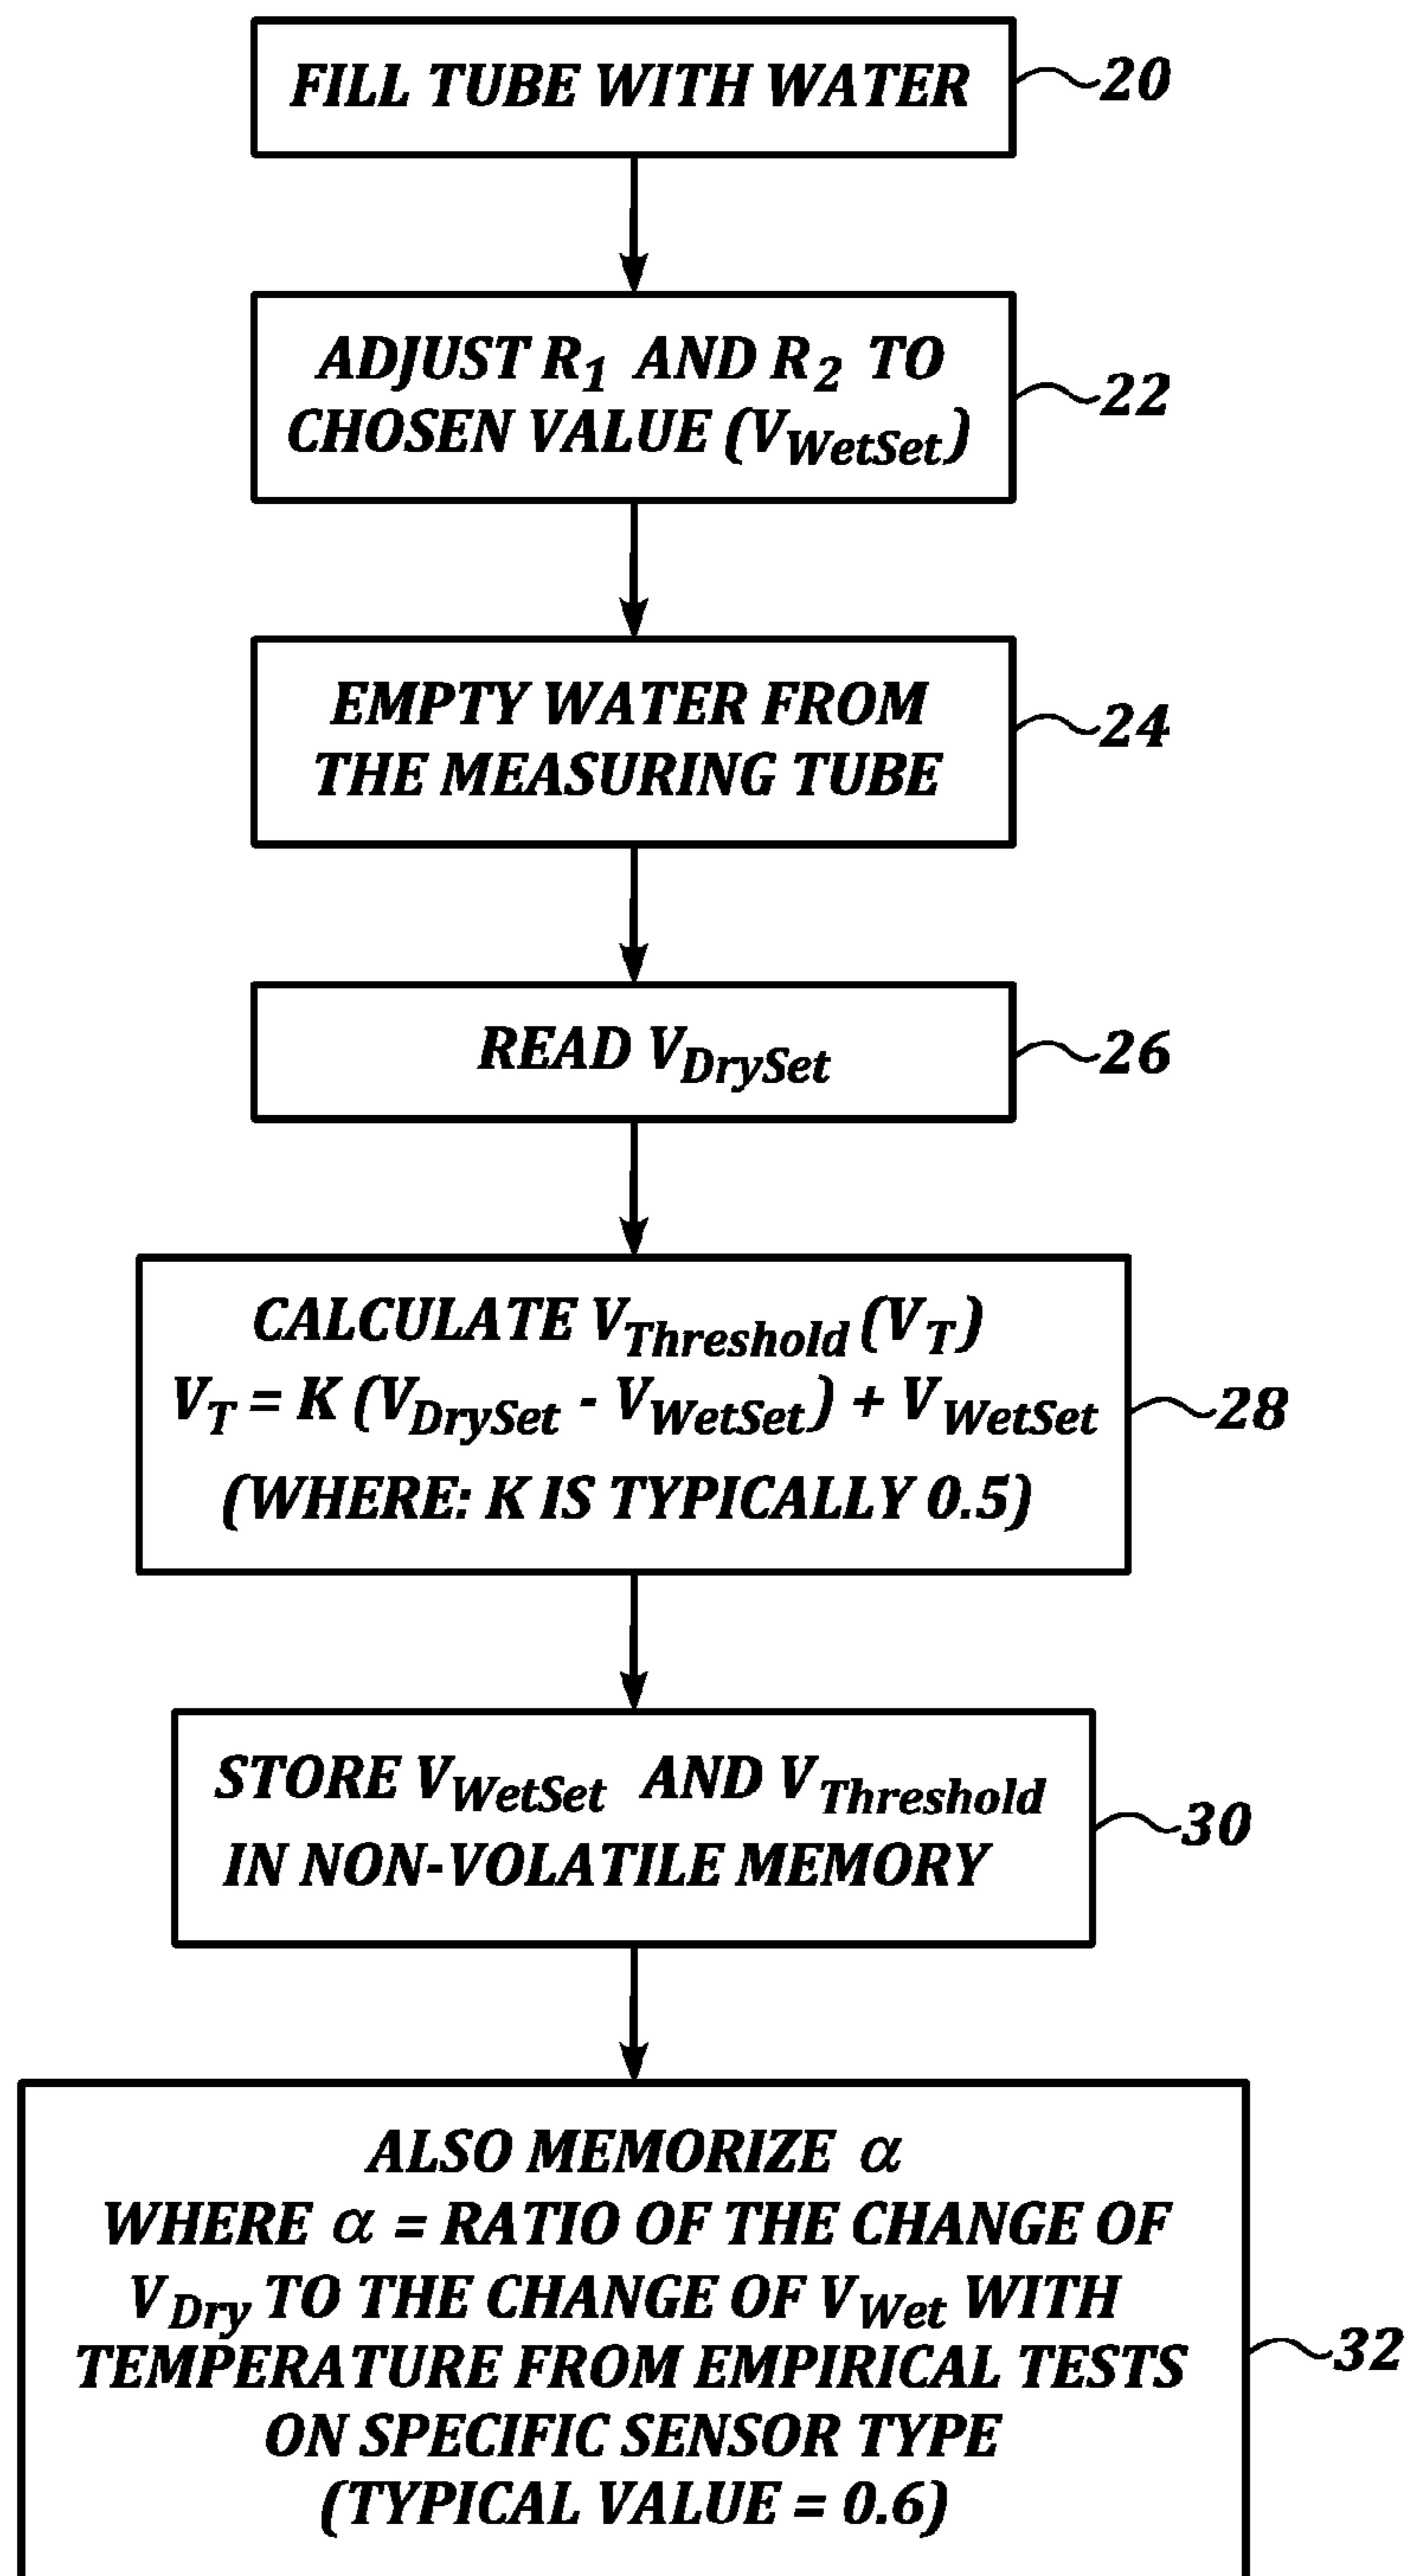 FILL TUBE WITH WATER
20
ADJUST R1 AND R2 TO
CHOSEN VALUE (VWetSet)
22
EMPTY WATER FROM
THE MEASURING TUBE
24
READ VDrySet
26
CALCULATE VThreshold (VT)
VT = K (VDrySet - VWetSet) + VWetSet
(WHERE: K IS TYPICALLY 0.5)
28
STORE VWetSet AND VThreshold
IN NON-VOLATILE MEMORY
30
ALSO MEMORIZE α
WHERE α = RATIO OF THE CHANGE OF
VDry TO THE CHANGE OF VWet WITH
TEMPERATURE FROM EMPIRICAL TESTS
ON SPECIFIC SENSOR TYPE
(TYPICAL VALUE = 0.6)
32